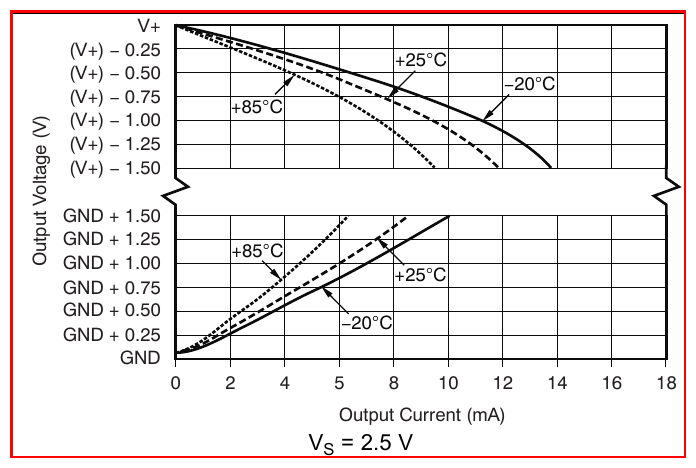 Output Voltage (V)
V+
(V+) − 0.25
(V+) − 0.50
(V+) − 0.75
(V+) − 1.00
(V+) − 1.25
(V+) − 1.50
+25°C
−20°C
+85°C
GND + 1.50
GND + 1.25
GND + 1.00
GND + 0.75
GND + 0.50
GND + 0.25
GND
+85°C
+25°C
−20°C
0 2 4 5 8 10 12 14 16 18
Output Current (mA)
VS = 2.5 V